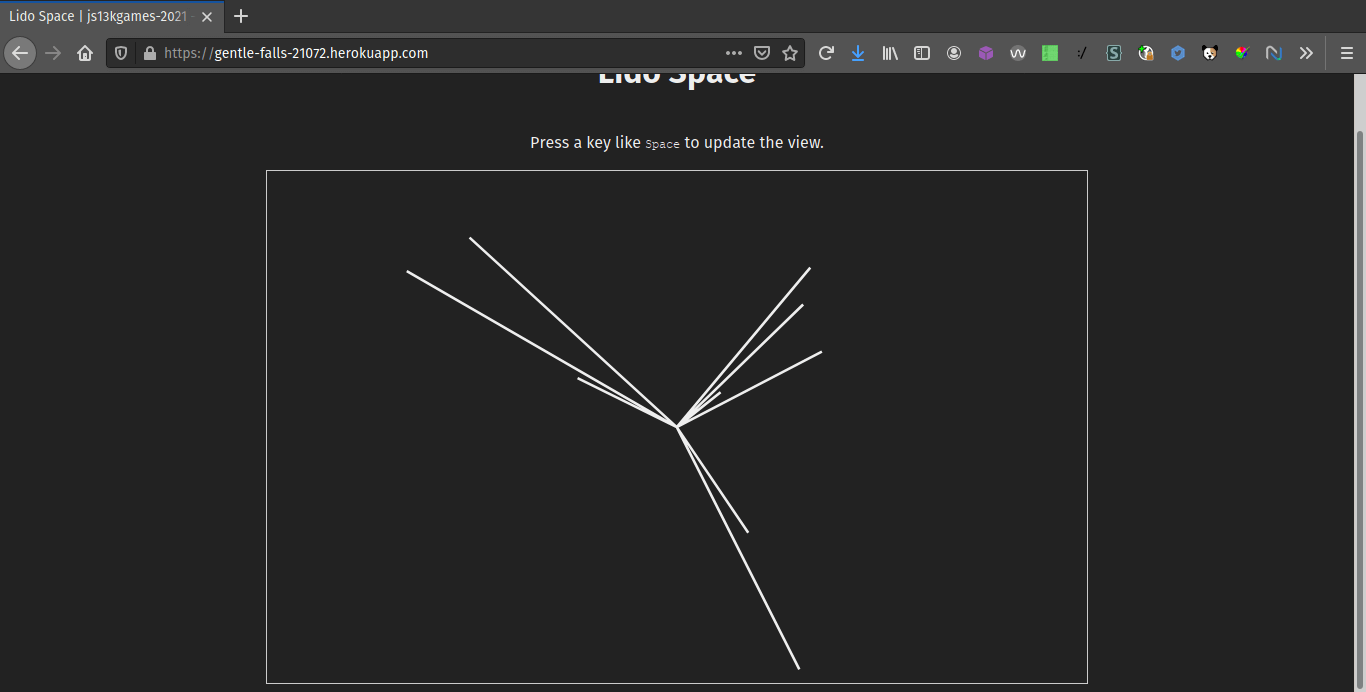 Lido Space | js13kgames-2021 -
https://gentle-falls-21072.herokuapp.com
Lido Space
Press a key like Space to update the view.